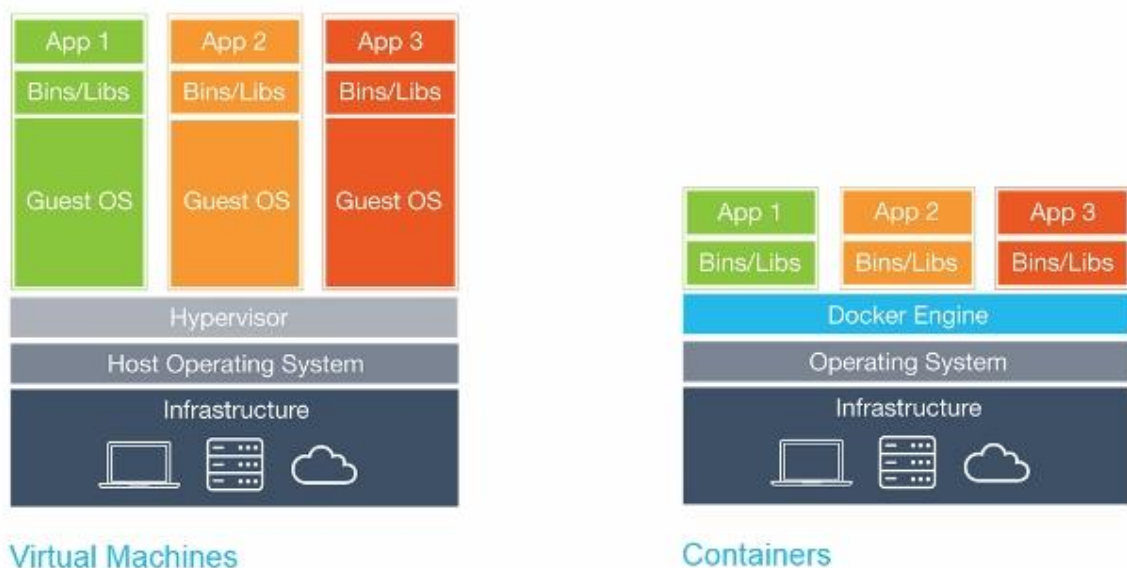 App 1
App 2
App 3
Bins/Libs
Bins/Libs
Bins/Libs
Guest OS
Guest OS
Guest OS
Hypervisor
Host Operating System
Infrastructure
Virtual Machines
App 1
App 2
App 3
Bins/Libs
Bins/Libs
Bins/Libs
Docker Engine
Operating System
Infrastructure
Containers